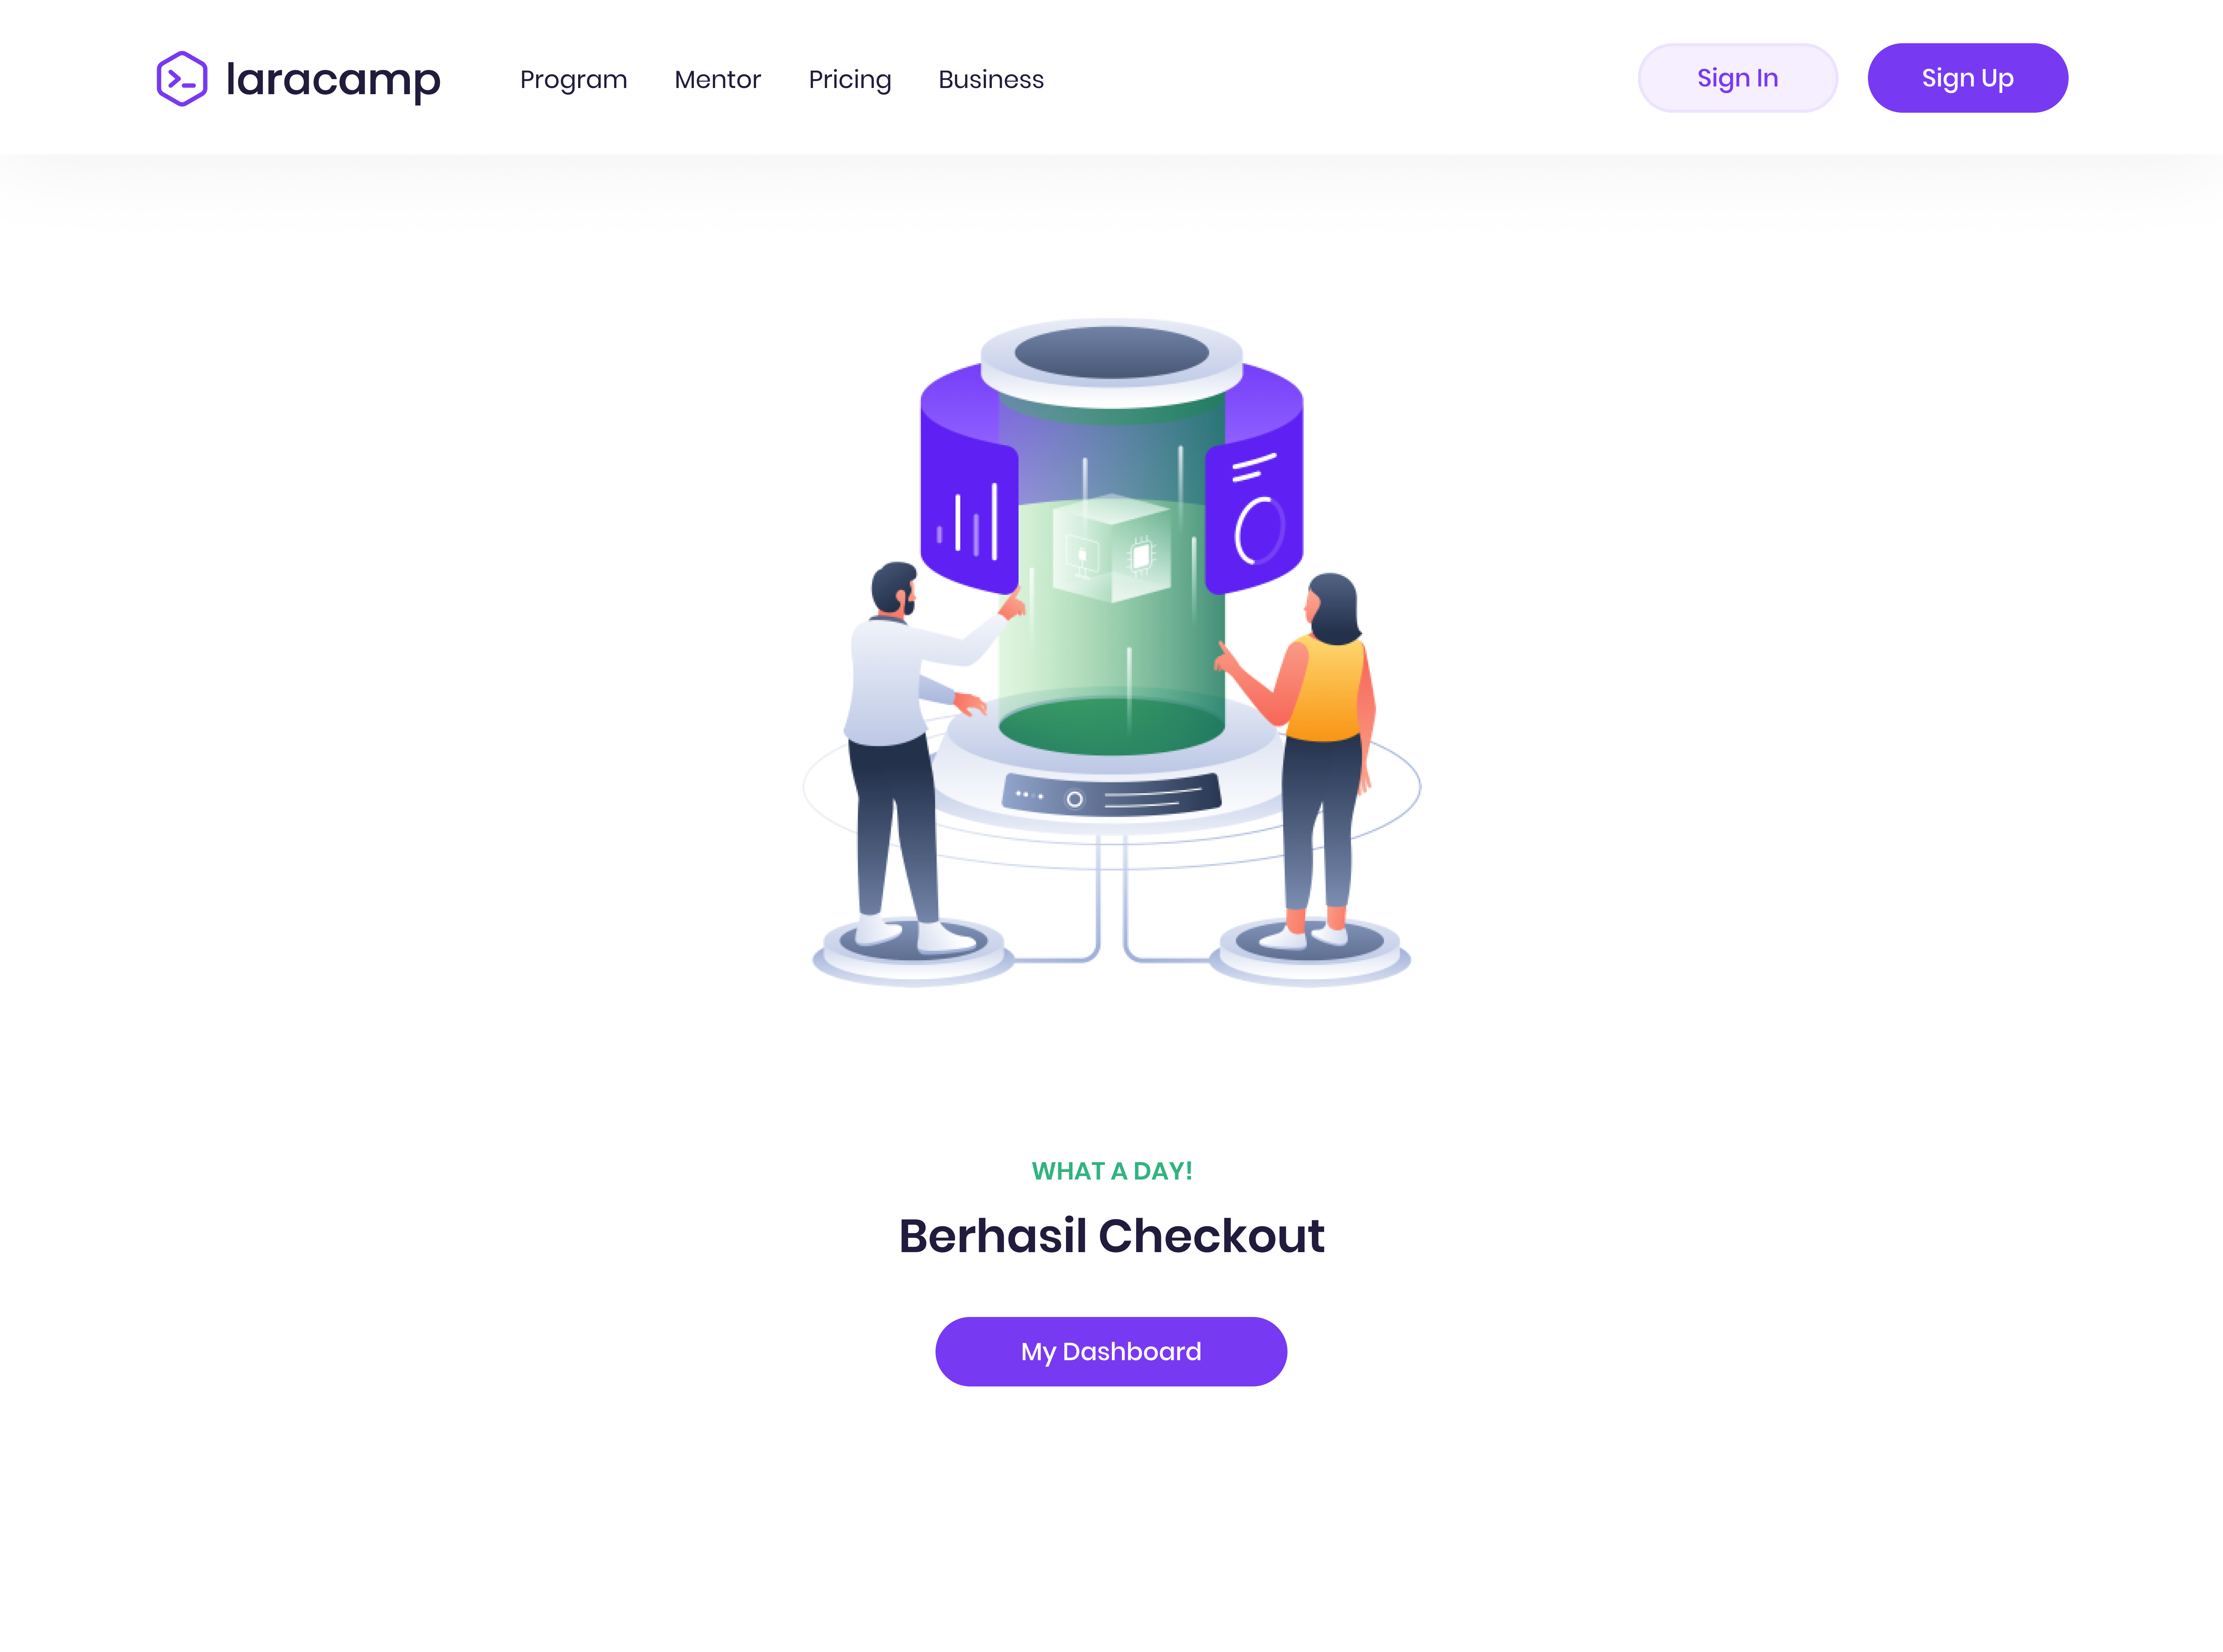 laracamp
Program
Mentor
Pricing
Business
Sign In
Sign Up
WHAT A DAY!
Berhasil Checkout
My Dashboard